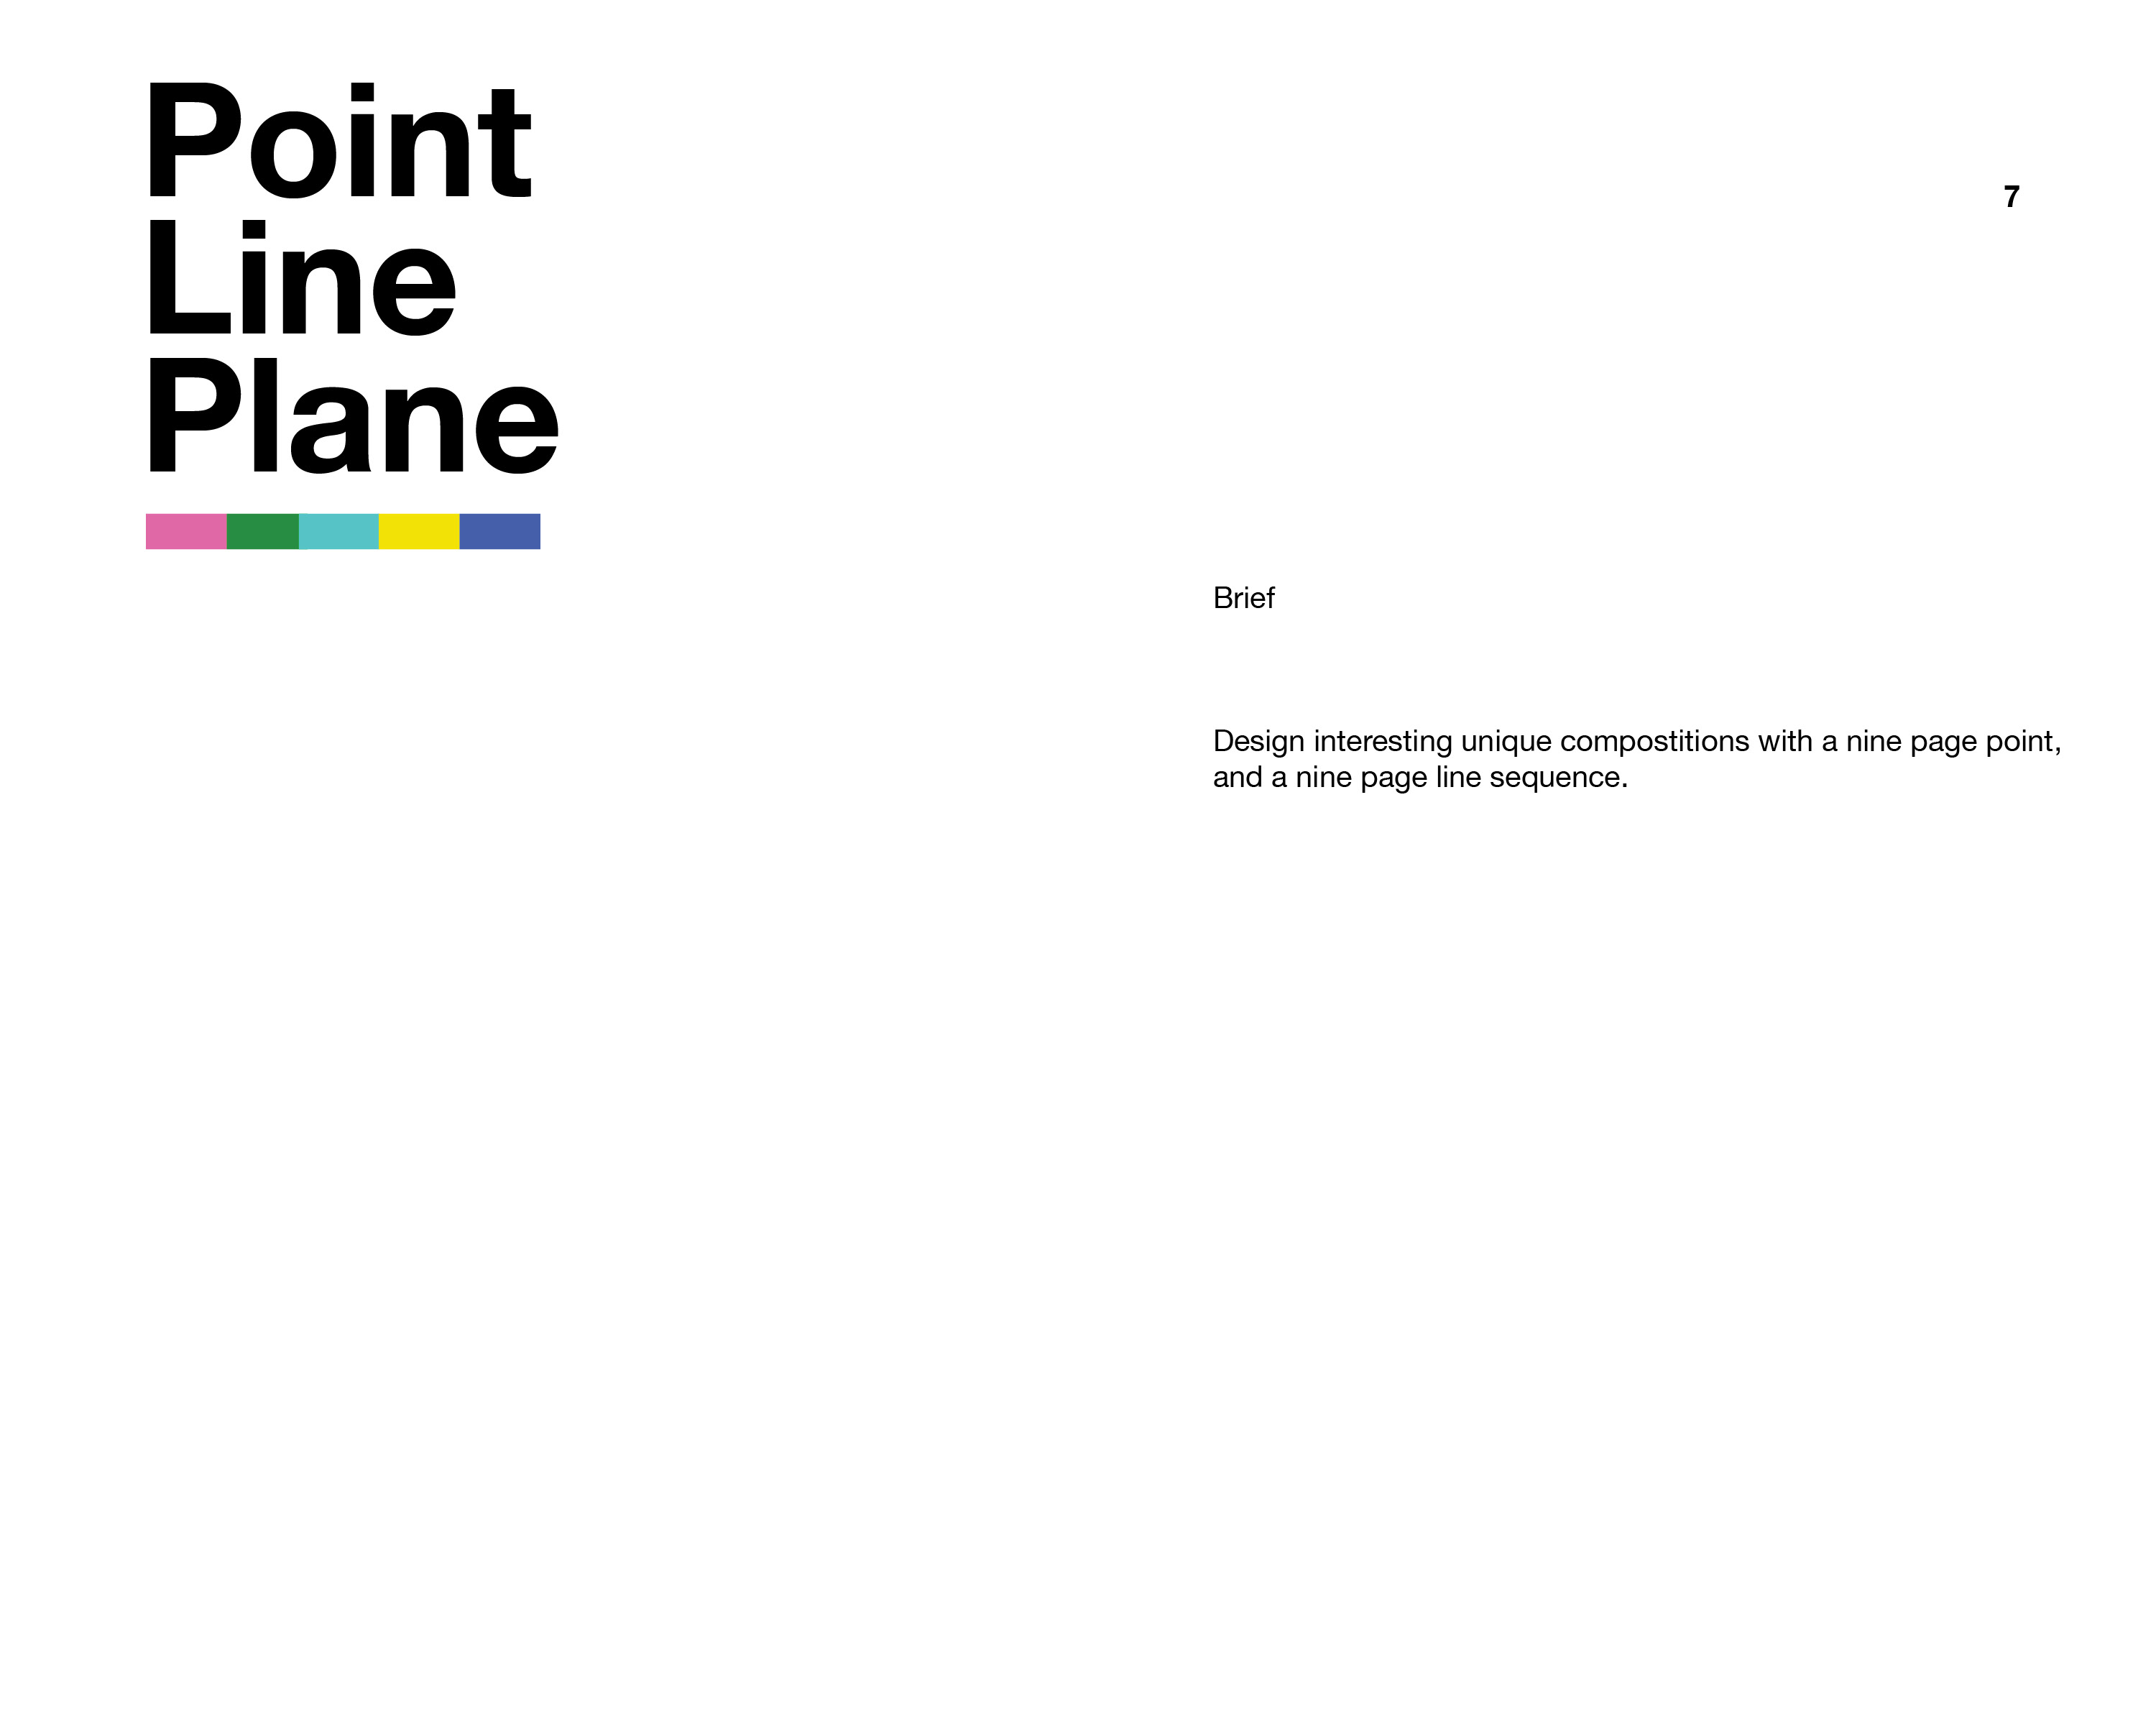 Point
Line
Plane
7
Brief
Design interesting unique compostitions with a nine page point,
and a nine page line sequence.